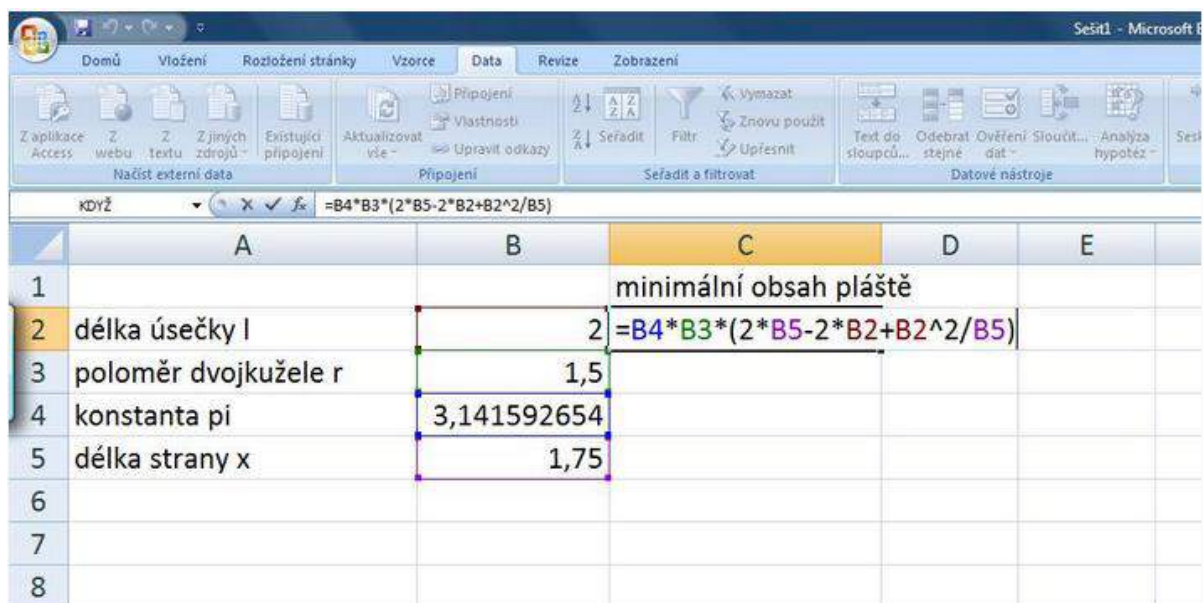 Sešit1 - Microsoft
Domů Vložení Rozložení stránky Vzorce Data Revize Zobrazení
Z aplikace Access Z webu Z textu Z jiných zdrojů Existující připojení Aktualizovat vše Připojení Vlastnosti Upravit odkazy Seřadit Filtr Vymazat Znovu použít Upřesnit Text do sloupců... Odebrat stejné Ověření dat Sloučit... Analýza hypotéz
Načíst externí data Připojení Seřadit a filtrovat Datové nástroje
KDYŽ fx =B4*B3*(2*B5-2*B2+B2^2/B5)
A B C D E
1 minimální obsah pláště
2 délka úsečky l 2 =B4*B3*(2*B5-2*B2+B2^2/B5)
3 poloměr dvojkužele r 1,5
4 konstanta pi 3,141592654
5 délka strany x 1,75
6
7
8